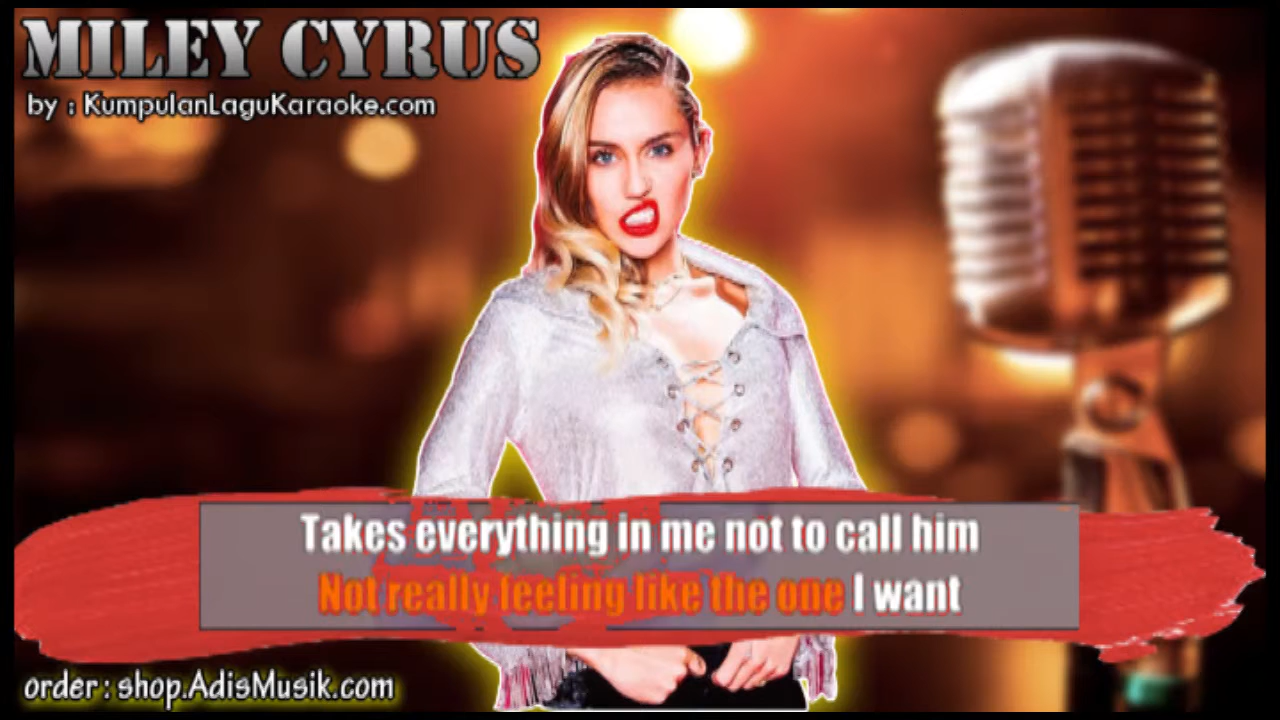 MILEY CYRUS
by : KumpulanLaguKaraoke.com
Takes everything in me not to call him
Not really feeling like the one I want
order : shop.AdisMusik.com